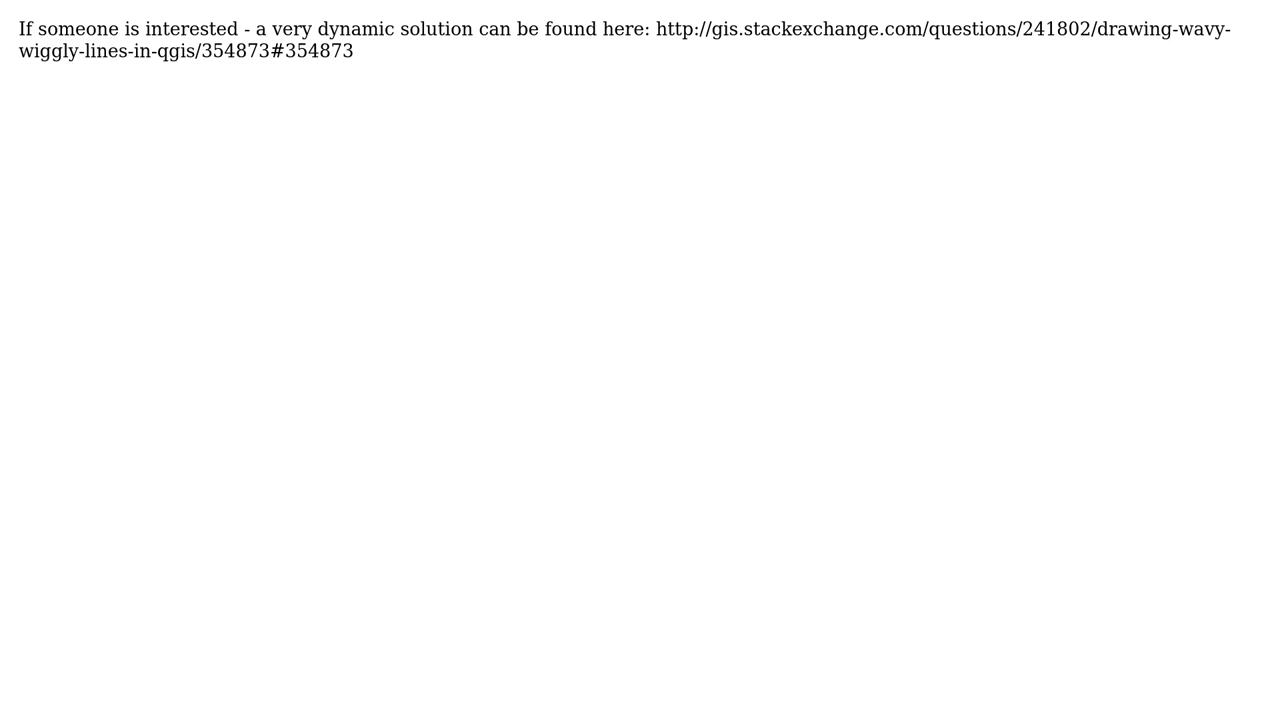 If someone is interested - a very dynamic solution can be found here: http://gis.stackexchange.com/questions/241802/drawing-wavy-
wiggly-lines-in-qgis/354873#354873